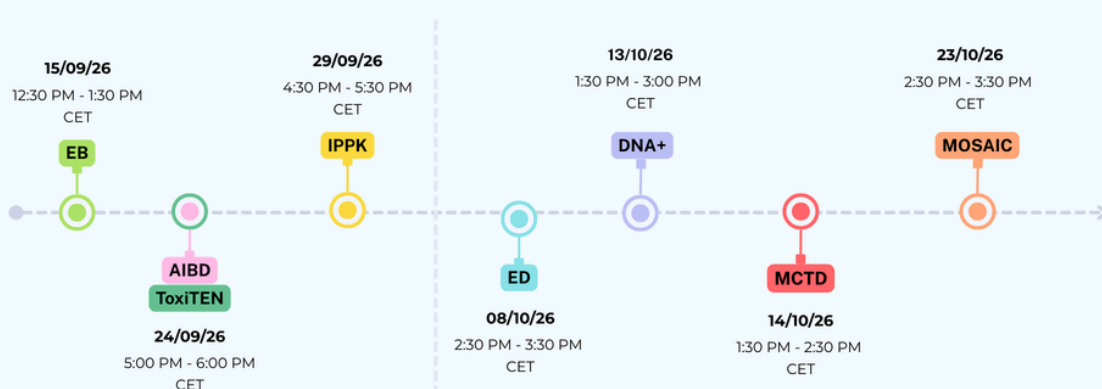 15/09/26
12:30 PM - 1:30 PM
CET
EB
AIBD
ToxiTEN
24/09/26
5:00 PM - 6:00 PM
CET
29/09/26
4:30 PM - 5:30 PM
CET
IPPK
ED
08/10/26
2:30 PM - 3:30 PM
CET
13/10/26
1:30 PM - 3:00 PM
CET
DNA+
MCTD
14/10/26
1:30 PM - 2:30 PM
CET
23/10/26
2:30 PM - 3:30 PM
CET
MOSAIC